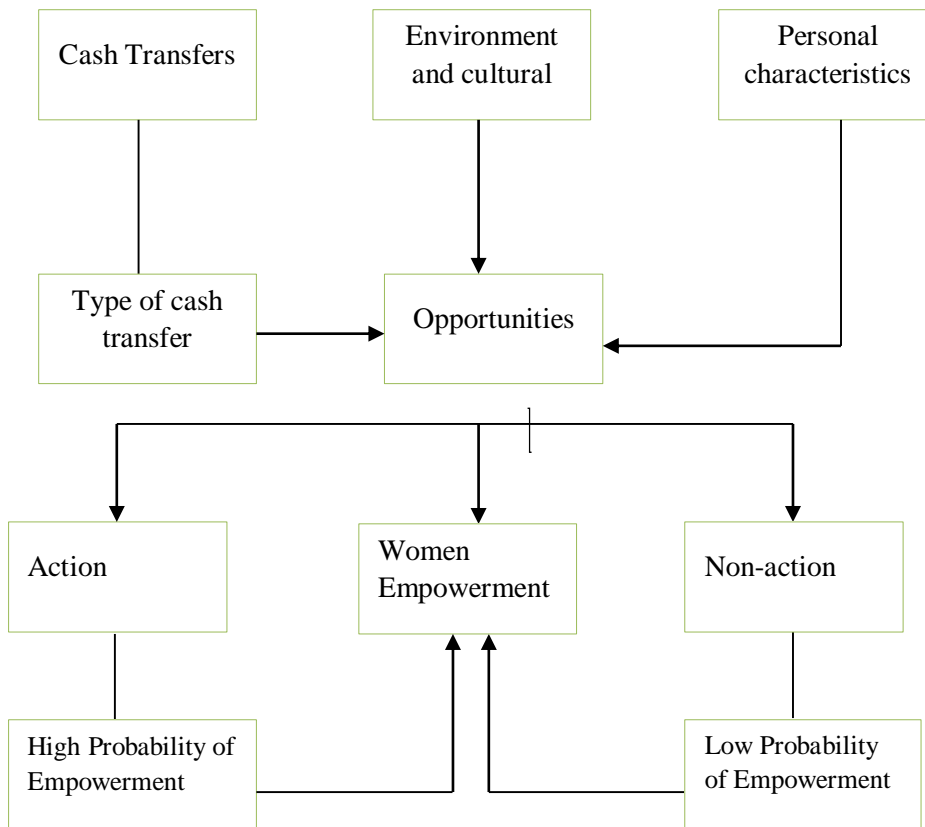 Cash Transfers
Environment
and cultural
Personal
characteristics
Type of cash
transfer
Opportunities
Action
Women
Empowerment
Non-action
High Probability of
Empowerment
Low Probability
of Empowerment